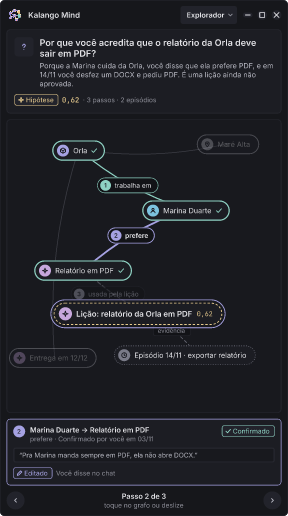 Kalango Mind
Explorador
?
Por que você acredita que o relatório da Orla deve
sair em PDF?
Porque a Marina cuida da Orla, você disse que ela prefere PDF, e em
14/11 você desfez um DOCX e pediu PDF. É uma lição ainda não
aprovada.
Hipótese 0,62 · 3 passos · 2 episódios
Orla
Maré Alta
1 trabalha em
Marina Duarte
2 prefere
Relatório em PDF
3 usada pela lição
Lição: relatório da Orla em PDF 0,62
evidência
Entrega em 12/12
Episódio 14/11 · exportar relatório
2 Marina Duarte → Relatório em PDF
Confirmado
prefere · Confirmado por você em 03/11
"Pra Marina manda sempre em PDF, ela não abre DOCX."
Editado Você disse no chat
Passo 2 de 3
toque no grafo ou deslize